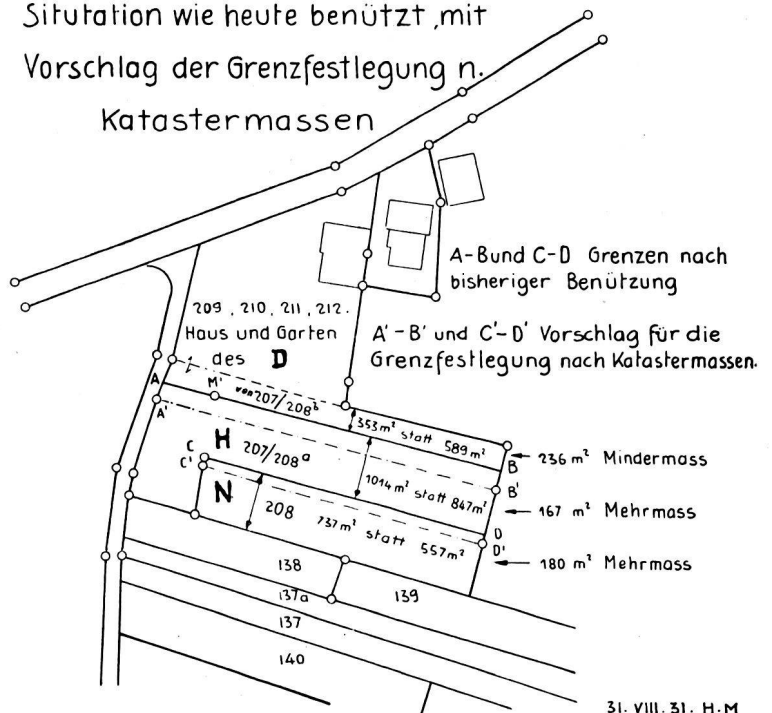 Situtation wie heute benützt, mit
Vorschlag der Grenzfestlegung n.
Katastermassen
A-B und C-D Grenzen nach
bisheriger Benützung
209, 210, 211, 212.
Haus und Garten
des D
A'-B' und C'-D' Vorschlag für die
Grenzfestlegung nach Katastermassen.
A
M'
von 207/208ᵇ
A'
353 m² statt 589 m²
B
236 m² Mindermass
C
H 207/208ᵃ
C'
1014 m² statt 847 m²
B'
167 m² Mehrmass
N
208
737 m² statt 557 m²
D
D'
180 m² Mehrmass
138
137a
139
137
140
31. VIII. 31. H.M